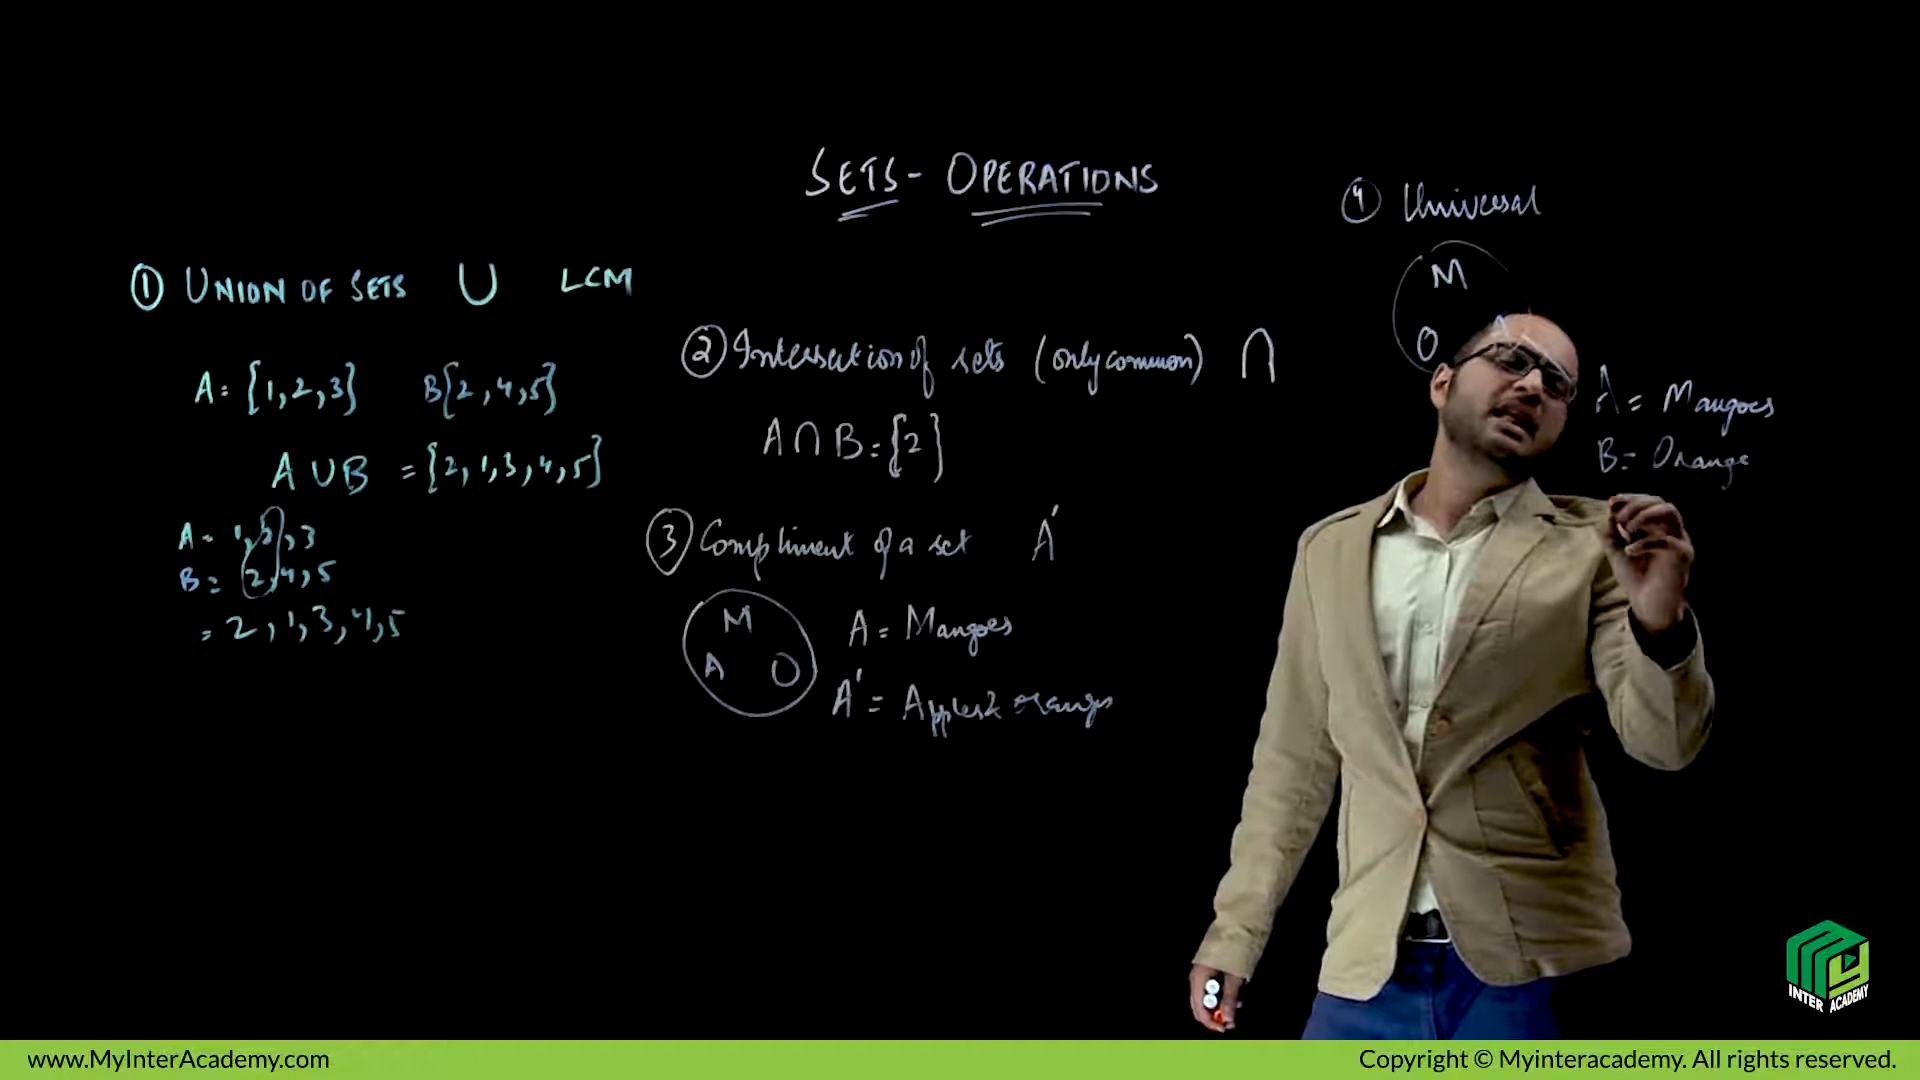 SETS - OPERATIONS
① UNION OF SETS ∪ LCM
A = {1,2,3} B{2,4,5}
A∪B = {2,1,3,4,5}
A = 1,2,3
B = 2,4,5
= 2,1,3,4,5
② Intersection of sets (only common) ∩
A∩B = {2}
③ Compliment of a set A'
M
A O
A = Mangoes
A' = Apples & oranges
④ Universal
M
O
A = Mangoes
B = Orange
INTER ACADEMY
www.MyInterAcademy.com
Copyright © Myinteracademy. All rights reserved.